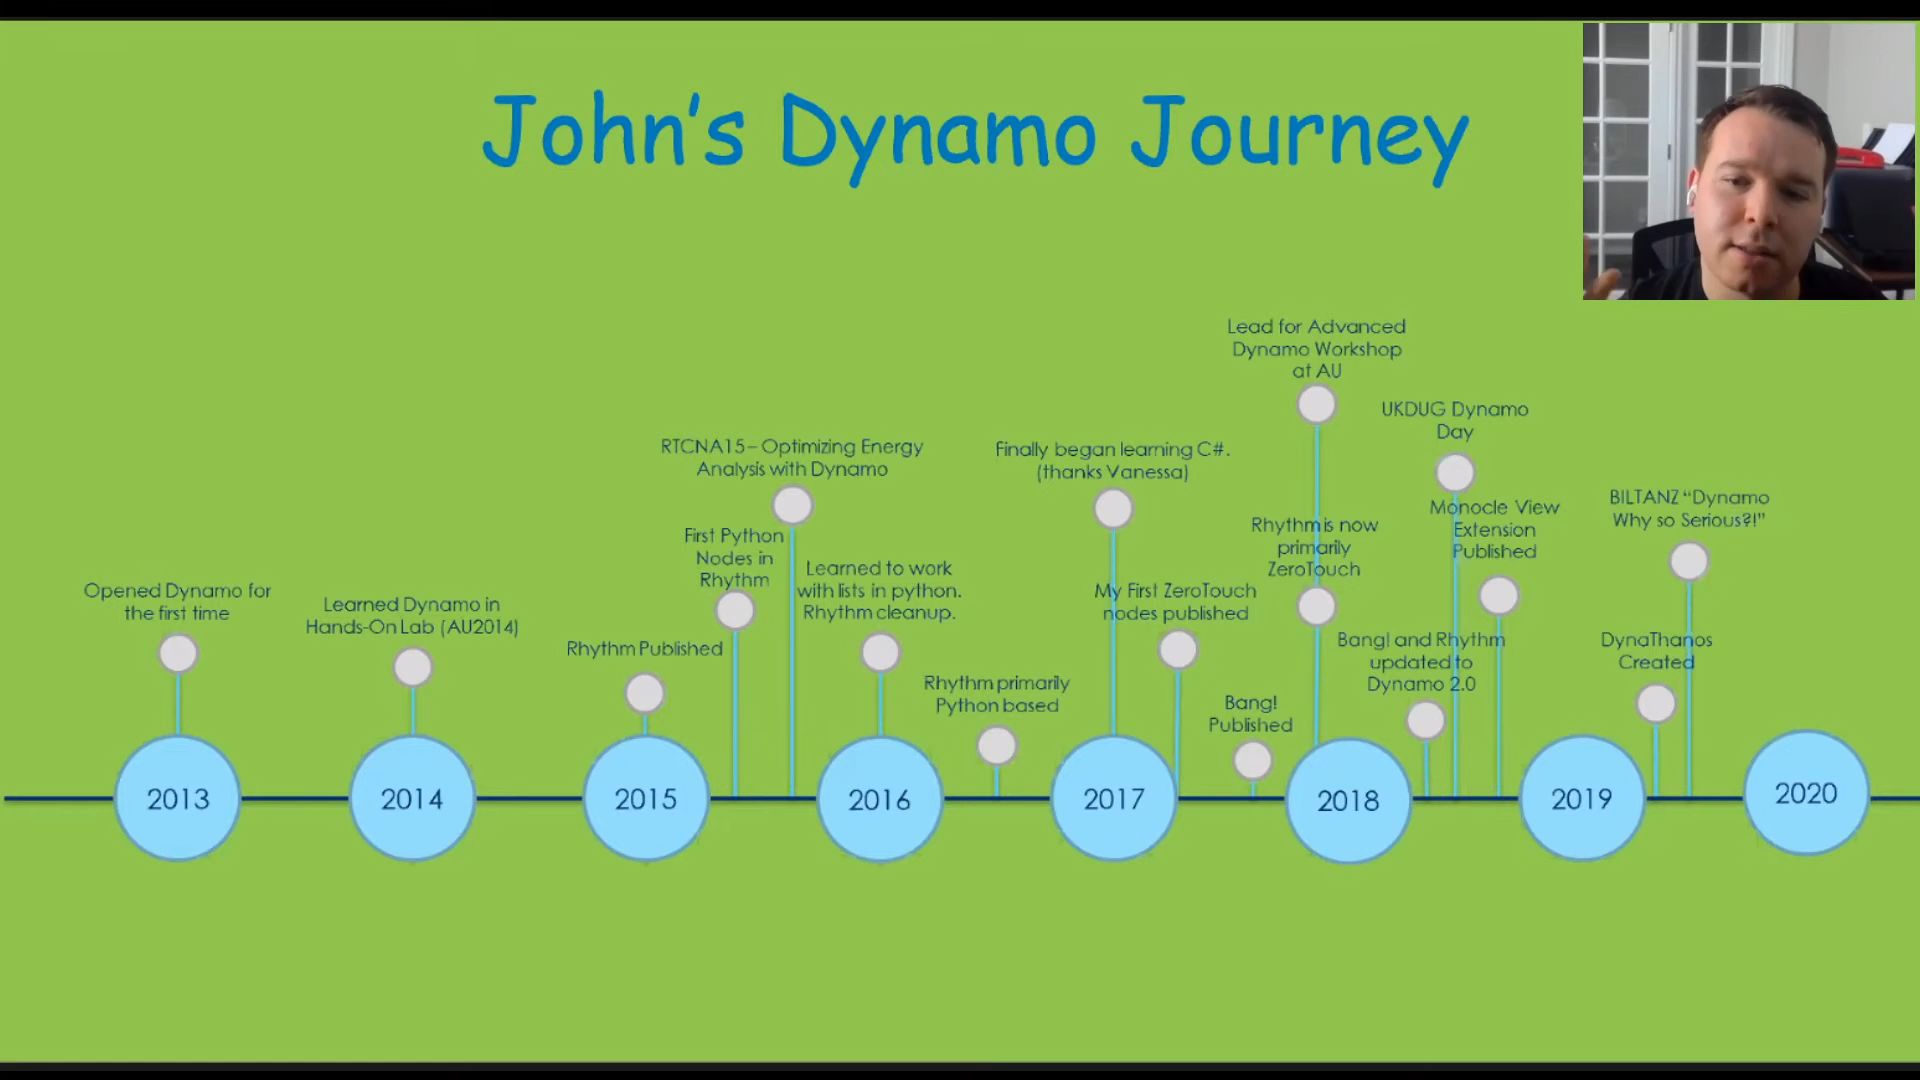 John's Dynamo Journey
Opened Dynamo for
the first time
Learned Dynamo in
Hands-On Lab (AU2014)
Rhythm Published
First Python
Nodes in
Rhythm
RTCNA15 – Optimizing Energy
Analysis with Dynamo
Learned to work
with lists in python.
Rhythm cleanup.
Rhythm primarily
Python based
Finally began learning C#.
(thanks Vanessa)
My First ZeroTouch
nodes published
Bang!
Published
Lead for Advanced
Dynamo Workshop
at AU
Rhythm is now
primarily
ZeroTouch
Bang! and Rhythm
updated to
Dynamo 2.0
UKDUG Dynamo
Day
Monocle View
Extension
Published
DynaThanos
Created
BILTANZ “Dynamo
Why so Serious?!”
2013
2014
2015
2016
2017
2018
2019
2020